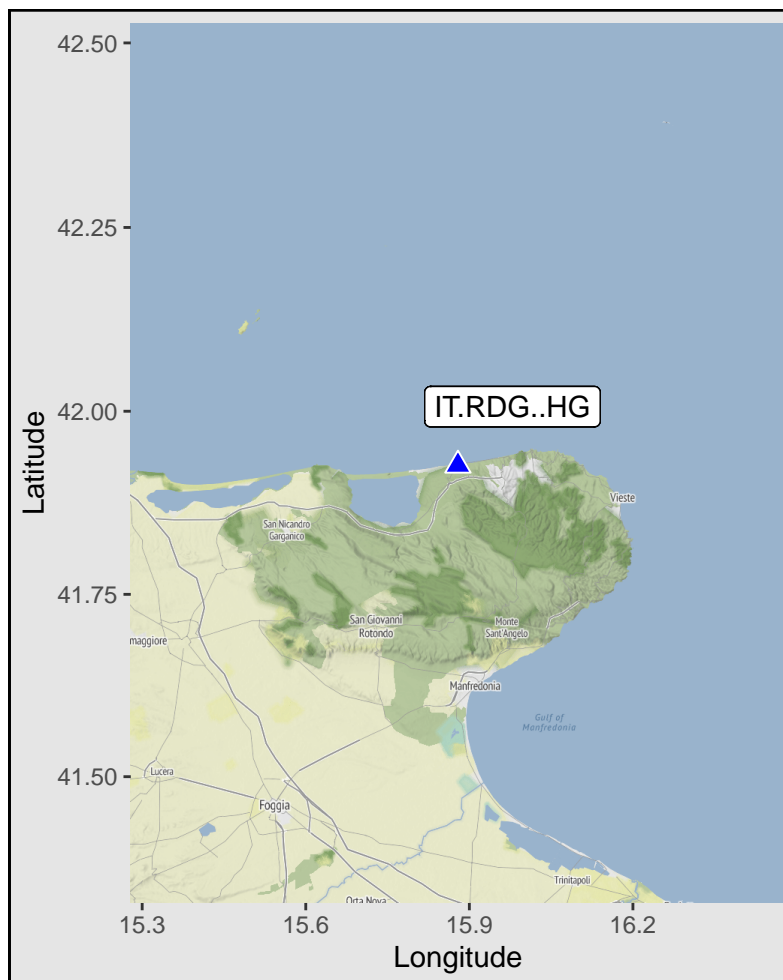 42.50
42.25
42.00
41.75
41.50
Latitude
IT.RDG..HG
Vieste
San Nicandro
Garganico
San Giovanni
Rotondo
Monte
Sant'Angelo
maggiore
Manfredonia
Gulf of
Manfredonia
Lucera
Foggia
Trinitapoli
Orta Nova
15.3
15.6
15.9
16.2
Longitude